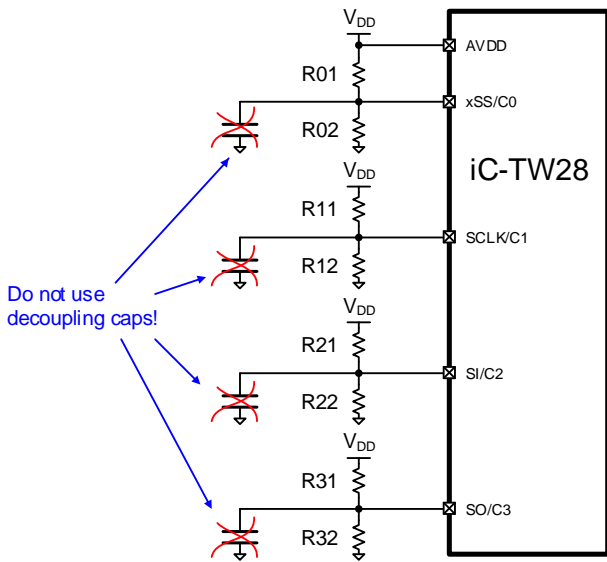 VDD
AVDD
R01
xSS/C0
R02
iC-TW28
VDD
R11
SCLK/C1
R12
Do not use
decoupling caps!
VDD
R21
SI/C2
R22
VDD
R31
SO/C3
R32